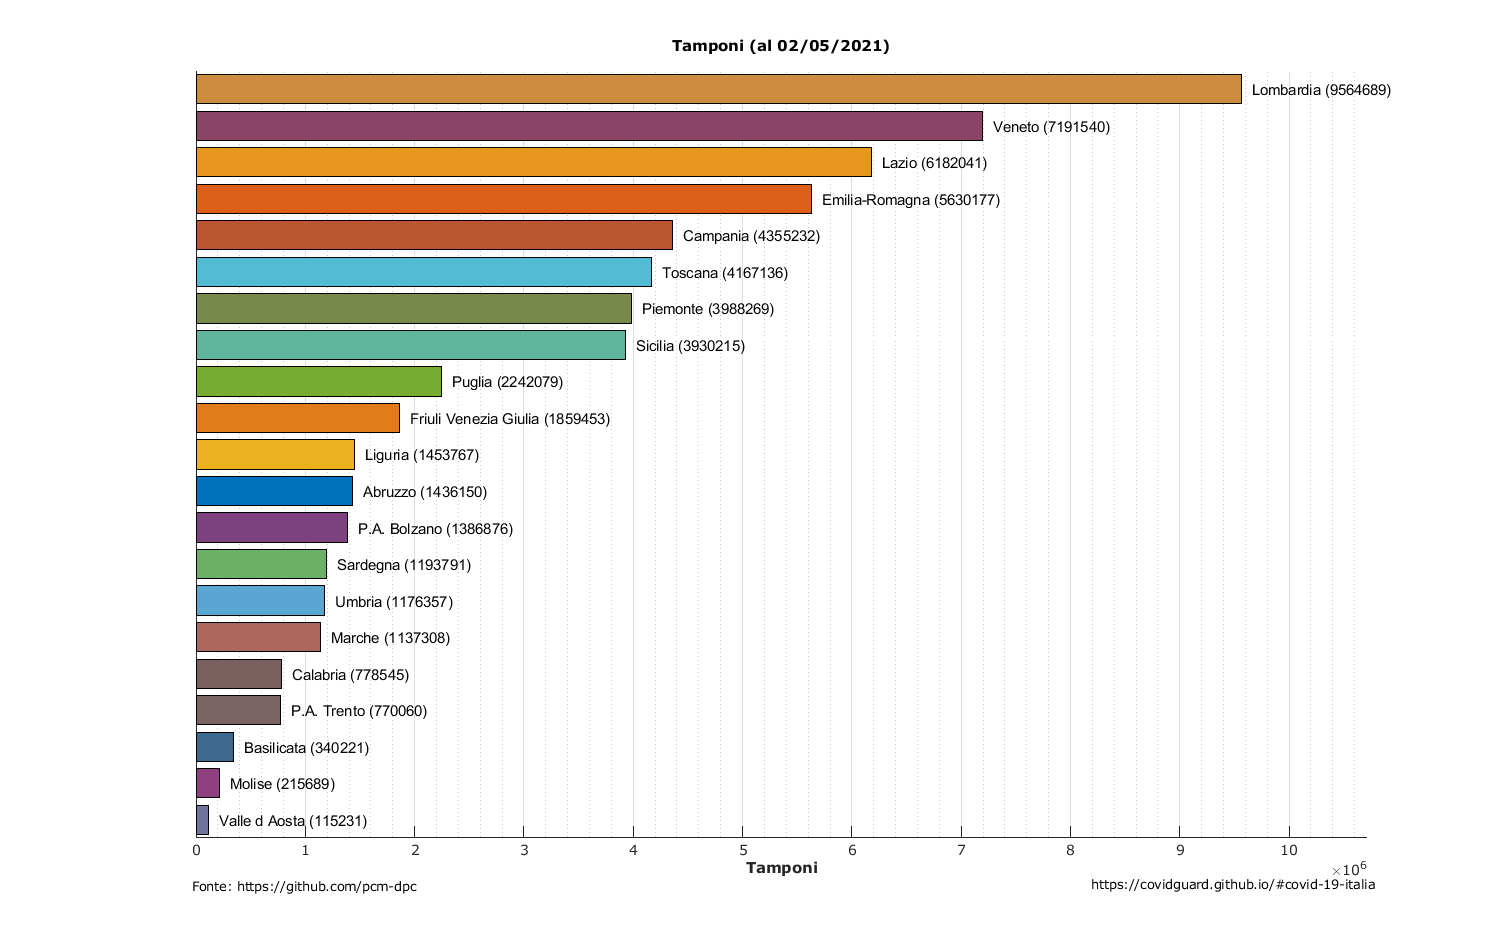 Tamponi (al 02/05/2021)
Lombardia (9564689)
Veneto (7191540)
Lazio (6182041)
Emilia-Romagna (5630177)
Campania (4355232)
Toscana (4167136)
Piemonte (3988269)
Sicilia (3930215)
Puglia (2242079)
Friuli Venezia Giulia (1859453)
Liguria (1453767)
Abruzzo (1436150)
P.A. Bolzano (1386876)
Sardegna (1193791)
Umbria (1176357)
Marche (1137308)
Calabria (778545)
P.A. Trento (770060)
Basilicata (340221)
Molise (215689)
Valle d Aosta (115231)
0 1 2 3 4 5 6 7 8 9 10
Tamponi
×10⁶
Fonte: https://github.com/pcm-dpc
https://covidguard.github.io/#covid-19-italia